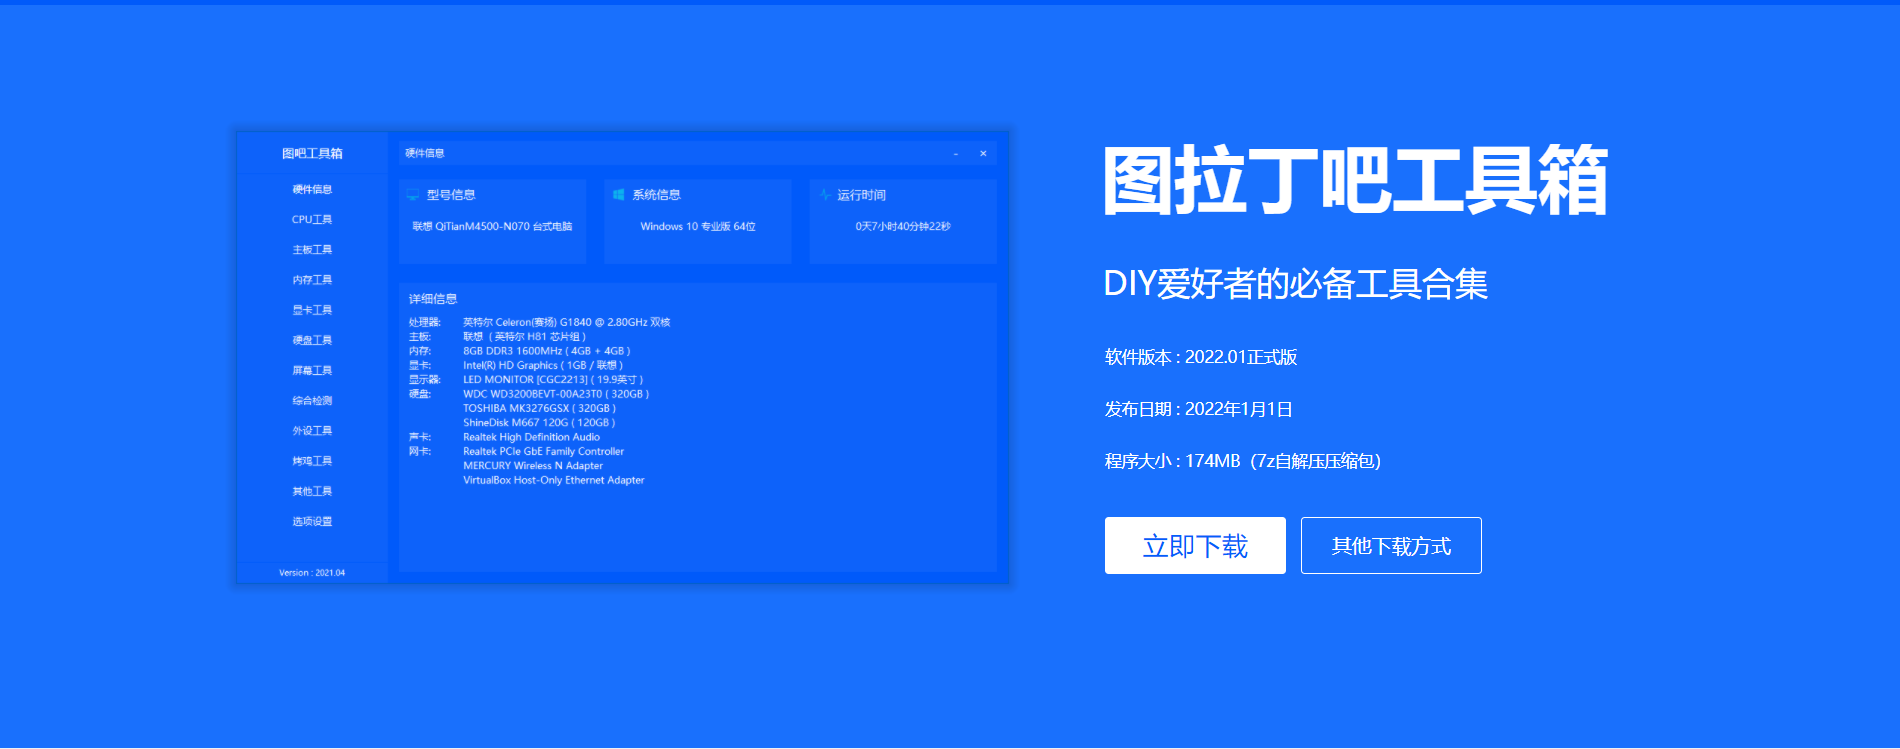 图吧工具箱
硬件信息
CPU工具
主板工具
内存工具
显卡工具
硬盘工具
屏幕工具
综合检测
外设工具
烤鸡工具
其他工具
选项设置
Version : 2021.04
硬件信息
- ×
型号信息
联想 QiTianM4500-N070 台式电脑
系统信息
Windows 10 专业版 64位
运行时间
0天7小时40分钟22秒
详细信息
处理器: 英特尔 Celeron(赛扬) G1840 @ 2.80GHz 双核
主板: 联想 ( 英特尔 H81 芯片组 )
内存: 8GB DDR3 1600MHz ( 4GB + 4GB )
显卡: Intel(R) HD Graphics ( 1GB / 联想 )
显示器: LED MONITOR [CGC2213] ( 19.9英寸 )
硬盘: WDC WD3200BEVT-00A23T0 ( 320GB )
TOSHIBA MK3276GSX ( 320GB )
ShineDisk M667 120G ( 120GB )
声卡: Realtek High Definition Audio
网卡: Realtek PCIe GbE Family Controller
MERCURY Wireless N Adapter
VirtualBox Host-Only Ethernet Adapter
图拉丁吧工具箱
DIY爱好者的必备工具合集
软件版本 : 2022.01正式版
发布日期 : 2022年1月1日
程序大小 : 174MB（7z自解压压缩包）
立即下载
其他下载方式